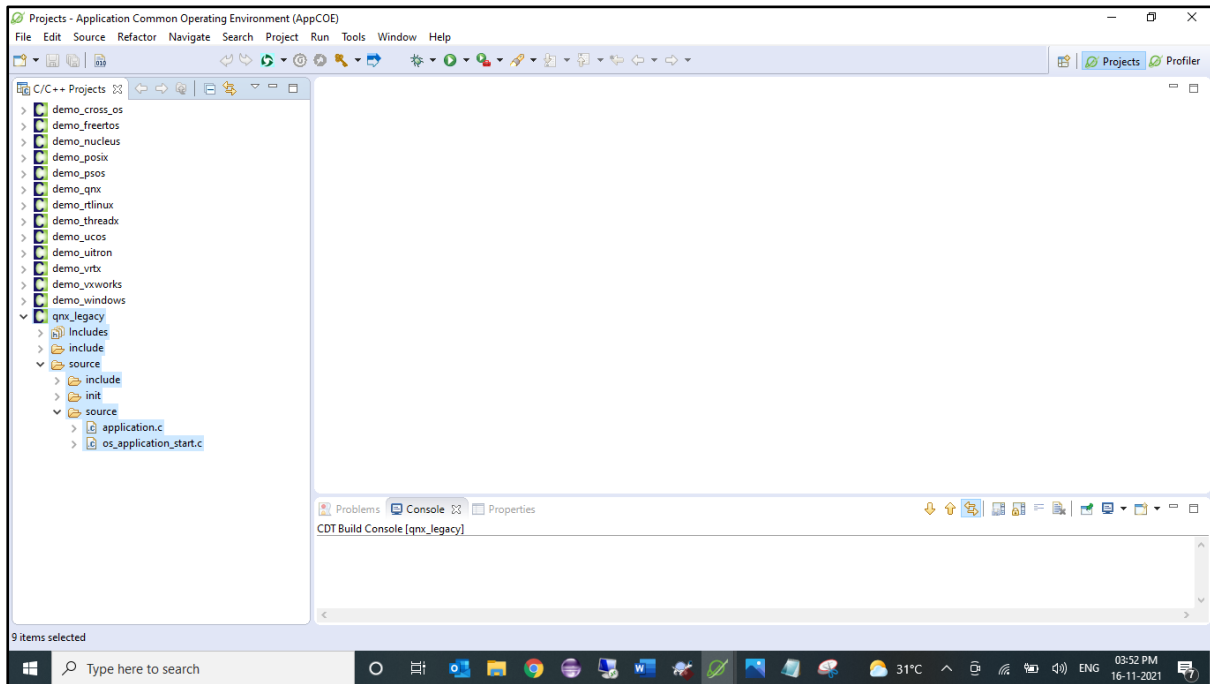 Projects - Application Common Operating Environment (AppCOE)
File Edit Source Refactor Navigate Search Project Run Tools Window Help
010
Projects Profiler
C/C++ Projects
demo_cross_os
demo_freertos
demo_nucleus
demo_posix
demo_psos
demo_qnx
demo_rtlinux
demo_threadx
demo_ucos
demo_uitron
demo_vrtx
demo_vxworks
demo_windows
qnx_legacy
Includes
include
source
include
init
source
application.c
os_application_start.c
Problems Console Properties
CDT Build Console [qnx_legacy]
9 items selected
Type here to search
31°C ENG 03:52 PM
16-11-2021